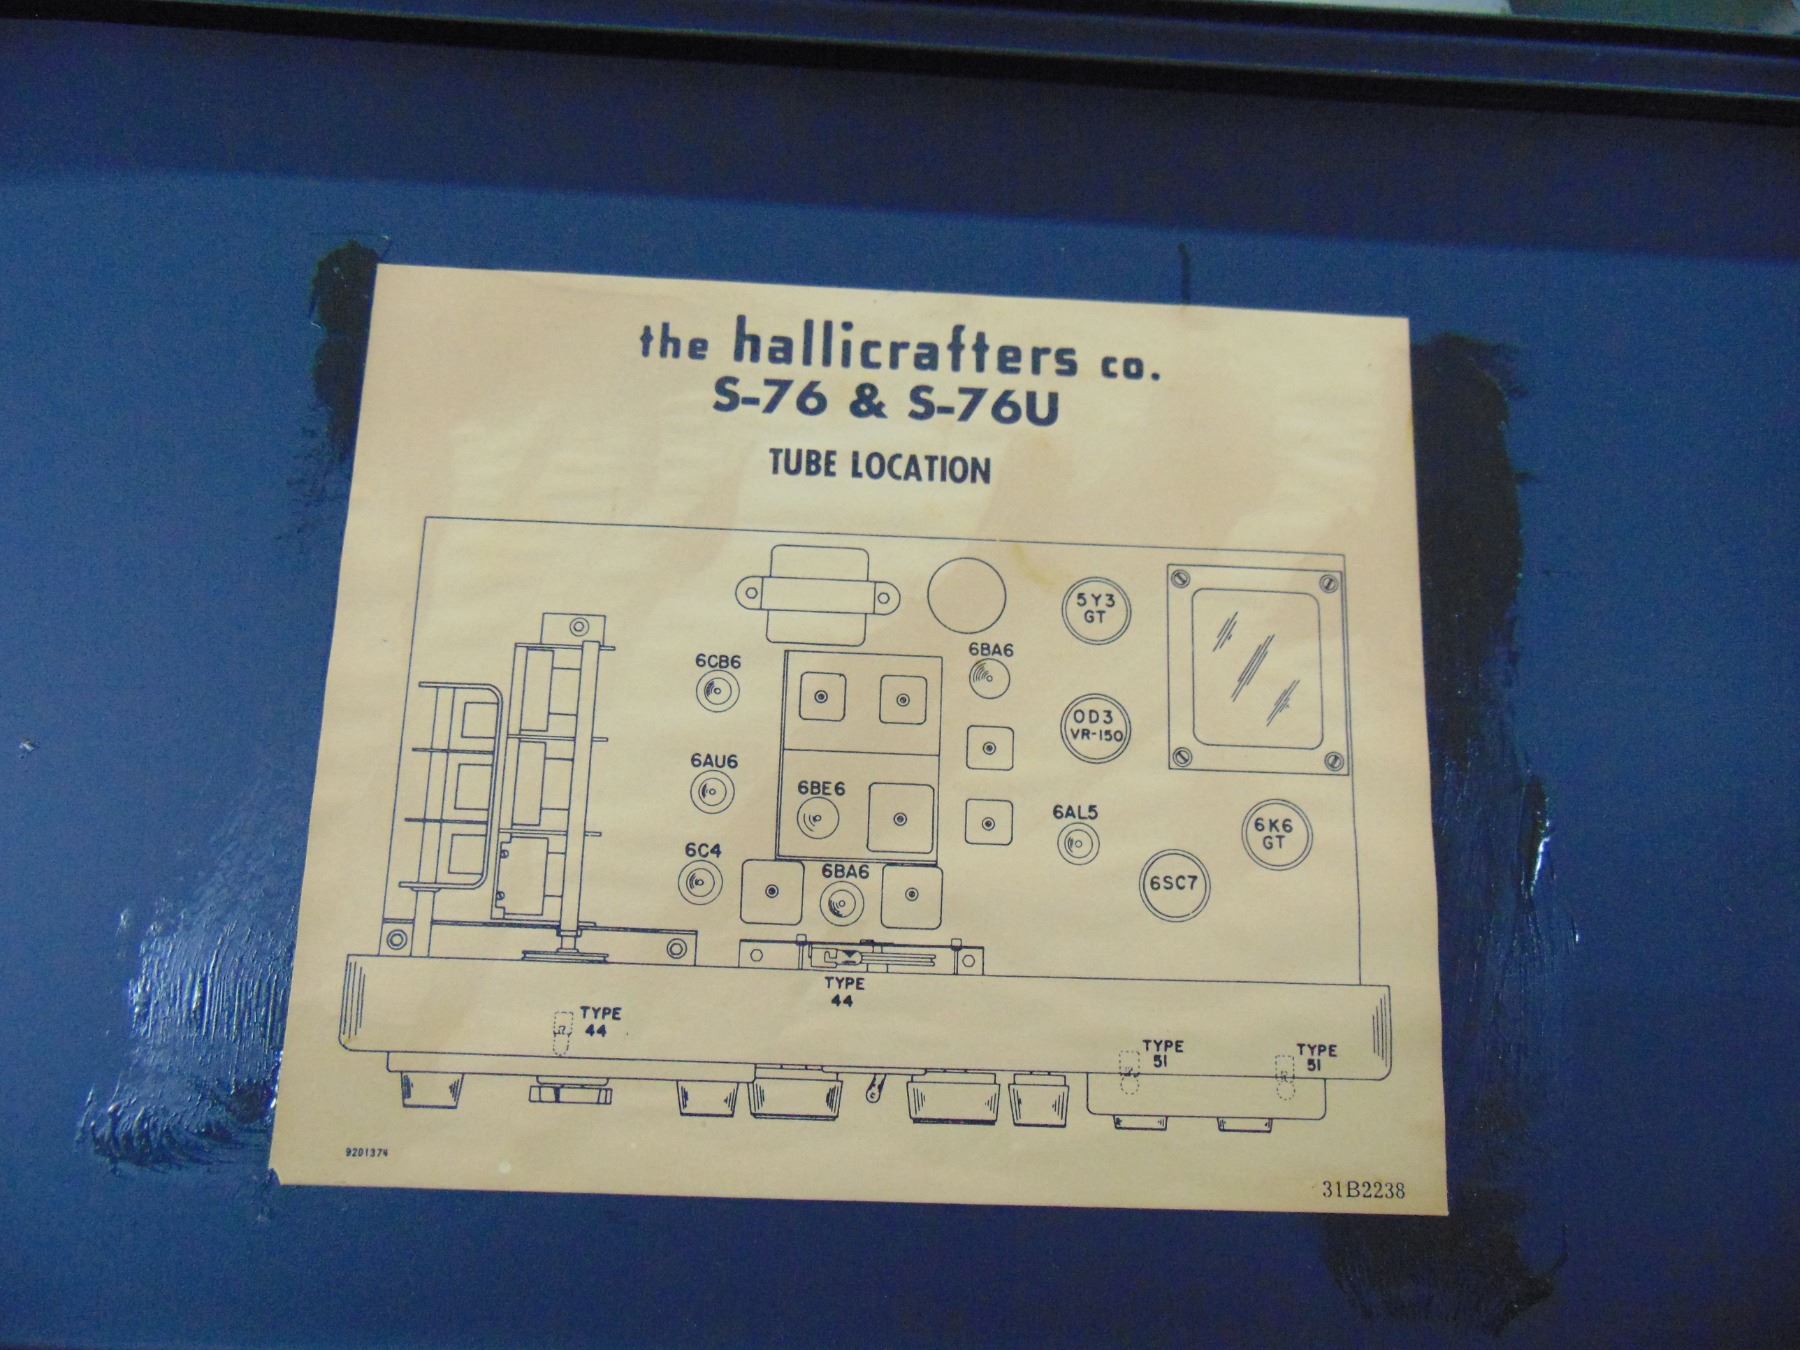 the hallicrafters co.
S-76 & S-76U
TUBE LOCATION
5Y3
GT
6CB6
6BA6
OD3
VR-150
6AU6
6BE6
6AL5
6K6
GT
6C4
6BA6
6SC7
TYPE
44
TYPE
44
TYPE
51
TYPE
51
9201374
31B2238